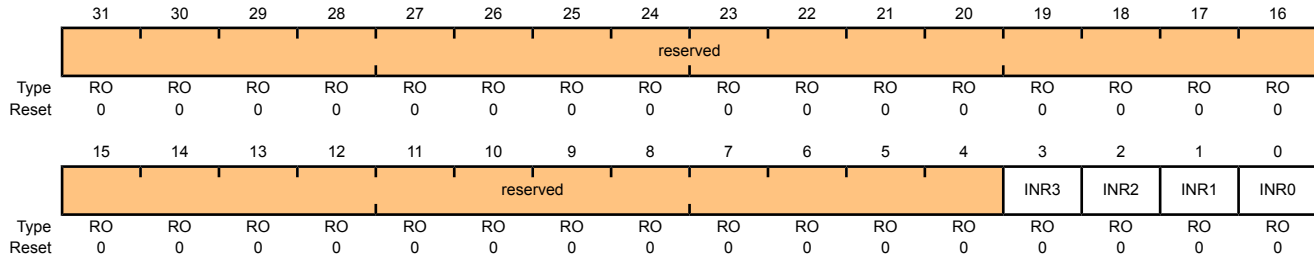 31 30 29 28 27 26 25 24 23 22 21 20 19 18 17 16
reserved
Type RO RO RO RO RO RO RO RO RO RO RO RO RO RO RO RO
Reset 0 0 0 0 0 0 0 0 0 0 0 0 0 0 0 0
15 14 13 12 11 10 9 8 7 6 5 4 3 2 1 0
reserved INR3 INR2 INR1 INR0
Type RO RO RO RO RO RO RO RO RO RO RO RO RO RO RO RO
Reset 0 0 0 0 0 0 0 0 0 0 0 0 0 0 0 0